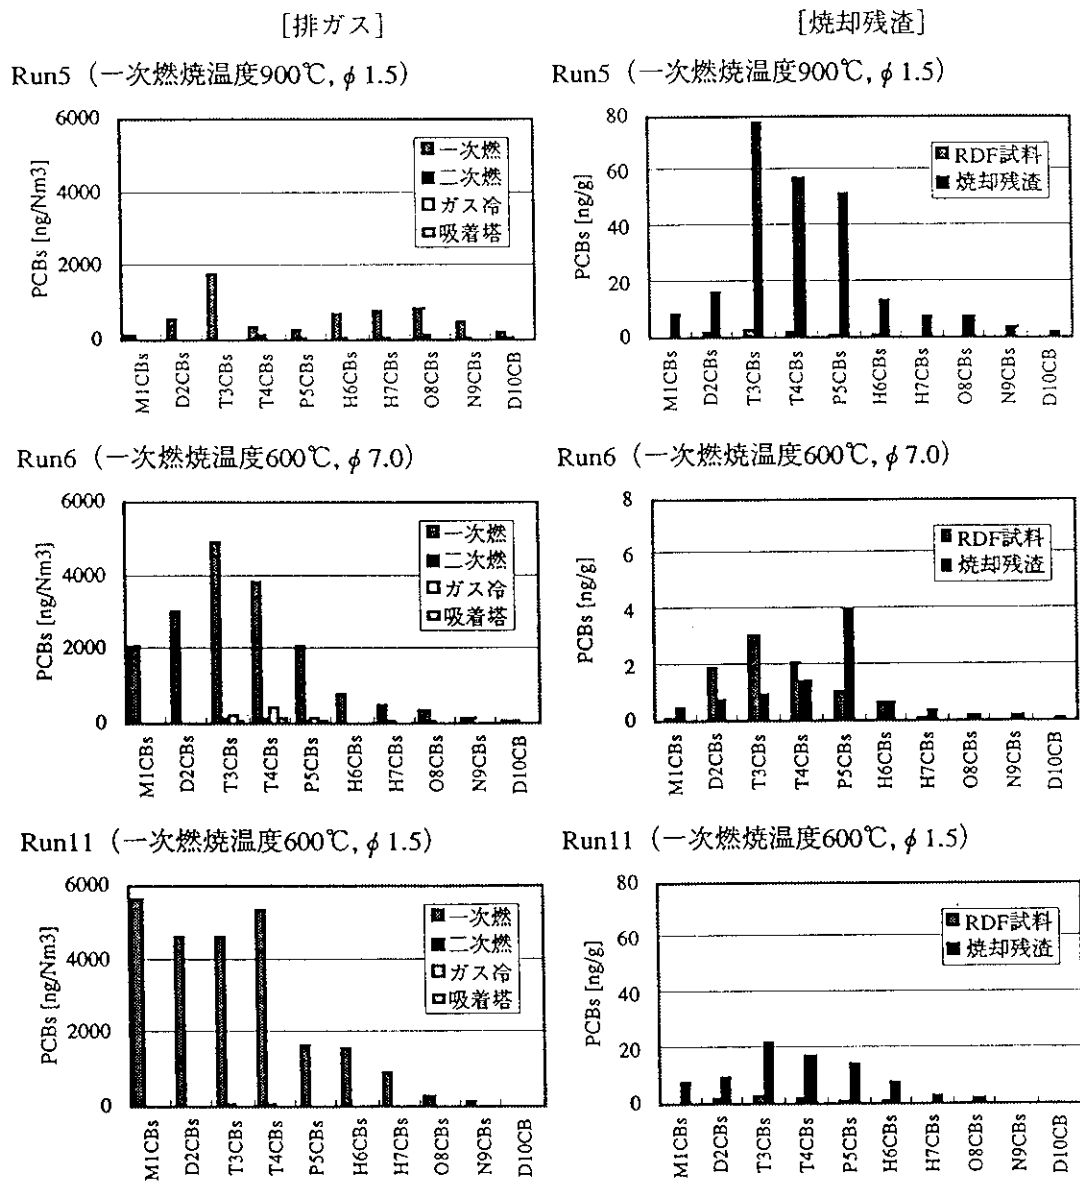 [排ガス]
[焼却残渣]
Run5（一次燃焼温度900℃, φ1.5）
PCBs [ng/Nm3]
6000
4000
2000
0
一次燃
二次燃
ガス冷
吸着塔
M1CBs
D2CBs
T3CBs
T4CBs
P5CBs
H6CBs
H7CBs
O8CBs
N9CBs
D10CB
Run5（一次燃焼温度900℃, φ1.5）
PCBs [ng/g]
80
60
40
20
0
RDF試料
焼却残渣
M1CBs
D2CBs
T3CBs
T4CBs
P5CBs
H6CBs
H7CBs
O8CBs
N9CBs
D10CB
Run6（一次燃焼温度600℃, φ7.0）
PCBs [ng/Nm3]
6000
4000
2000
0
一次燃
二次燃
ガス冷
吸着塔
M1CBs
D2CBs
T3CBs
T4CBs
P5CBs
H6CBs
H7CBs
O8CBs
N9CBs
D10CB
Run6（一次燃焼温度600℃, φ7.0）
PCBs [ng/g]
8
6
4
2
0
RDF試料
焼却残渣
M1CBs
D2CBs
T3CBs
T4CBs
P5CBs
H6CBs
H7CBs
O8CBs
N9CBs
D10CB
Run11（一次燃焼温度600℃, φ1.5）
PCBs [ng/Nm3]
6000
4000
2000
0
一次燃
二次燃
ガス冷
吸着塔
M1CBs
D2CBs
T3CBs
T4CBs
P5CBs
H6CBs
H7CBs
O8CBs
N9CBs
D10CB
Run11（一次燃焼温度600℃, φ1.5）
PCBs [ng/g]
80
60
40
20
0
RDF試料
焼却残渣
M1CBs
D2CBs
T3CBs
T4CBs
P5CBs
H6CBs
H7CBs
O8CBs
N9CBs
D10CB